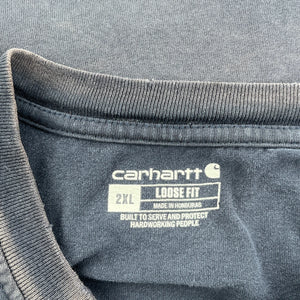 carhartt
2XL LOOSE FIT
MADE IN HONDURAS
BUILT TO SERVE AND PROTECT
HARDWORKING PEOPLE